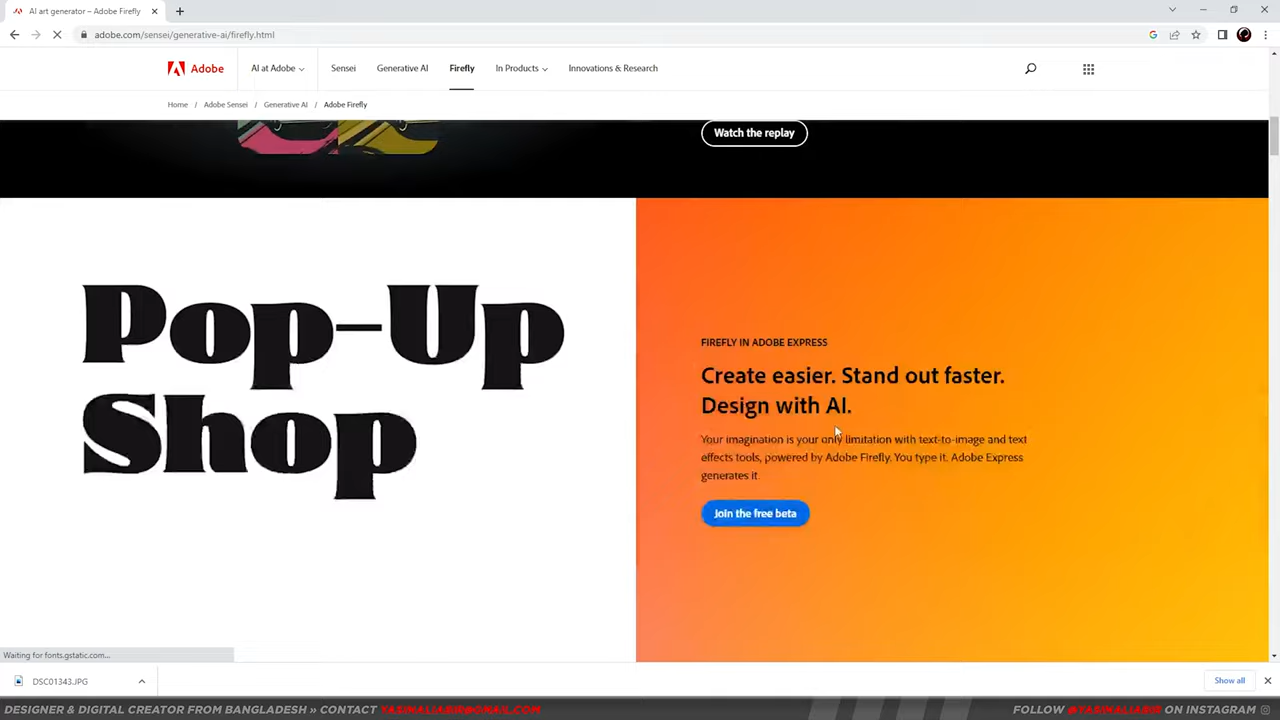 AI art generator – Adobe Firefly
adobe.com/sensei/generative-ai/firefly.html
Adobe
AI at Adobe
Sensei
Generative AI
Firefly
In Products
Innovations & Research
Home / Adobe Sensei / Generative AI / Adobe Firefly
Watch the replay
Pop-Up
Shop
FIREFLY IN ADOBE EXPRESS
Create easier. Stand out faster.
Design with AI.
Your imagination is your only limitation with text-to-image and text
effects tools, powered by Adobe Firefly. You type it. Adobe Express
generates it.
Join the free beta
Waiting for fonts.gstatic.com...
DSC01343.JPG
Show all
DESIGNER & DIGITAL CREATOR FROM BANGLADESH » CONTACT YASINALIABIR@GMAIL.COM
FOLLOW @YASINALIABIR ON INSTAGRAM